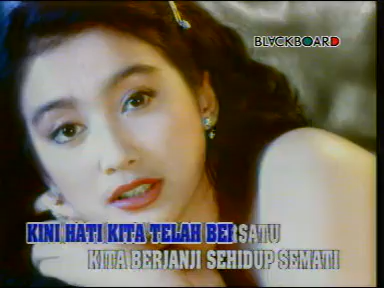 BLACKBOARD
KINI HATI KITA TELAH BERSATU
KITA BERJANJI SEHIDUP SEMATI